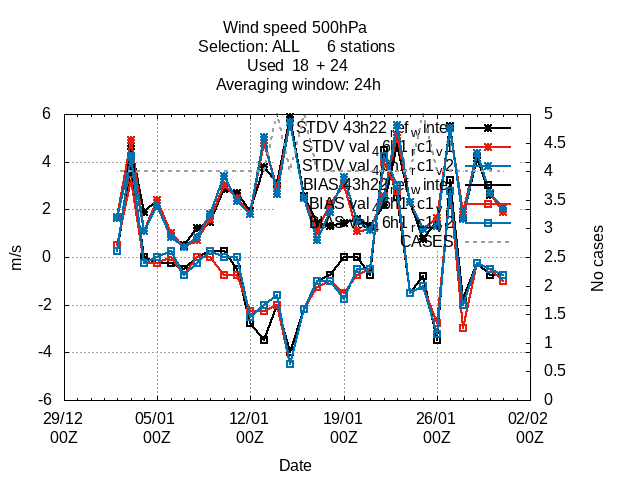 Wind speed 500hPa
Selection: ALL 6 stations
Used 18 + 24
Averaging window: 24h
m/s
6
4
2
0
-2
-4
-6
5
4.5
4
3.5
3
2.5
2
1.5
1
0.5
0
No cases
STDV 43h22
CASES
29/12 05/01 12/01 19/01 26/01 02/02
00Z 00Z 00Z 00Z 00Z 00Z
Date